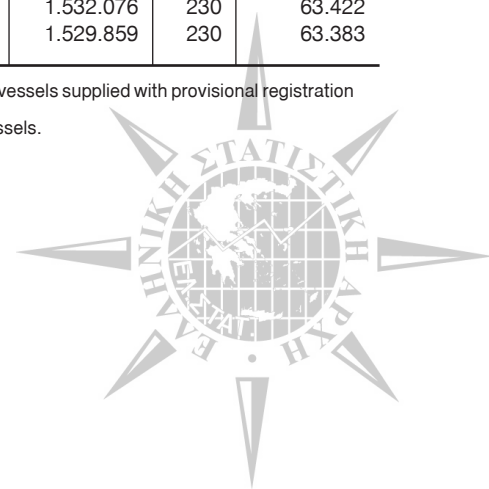 1.532.076 230 63.422
1.529.859 230 63.383
vessels supplied with provisional registration
ssels.
ΕΛΛΗΝΙΚΗ ΣΤΑΤΙΣΤΙΚΗ ΑΡΧΗ
ΕΛΣΤΑΤ.